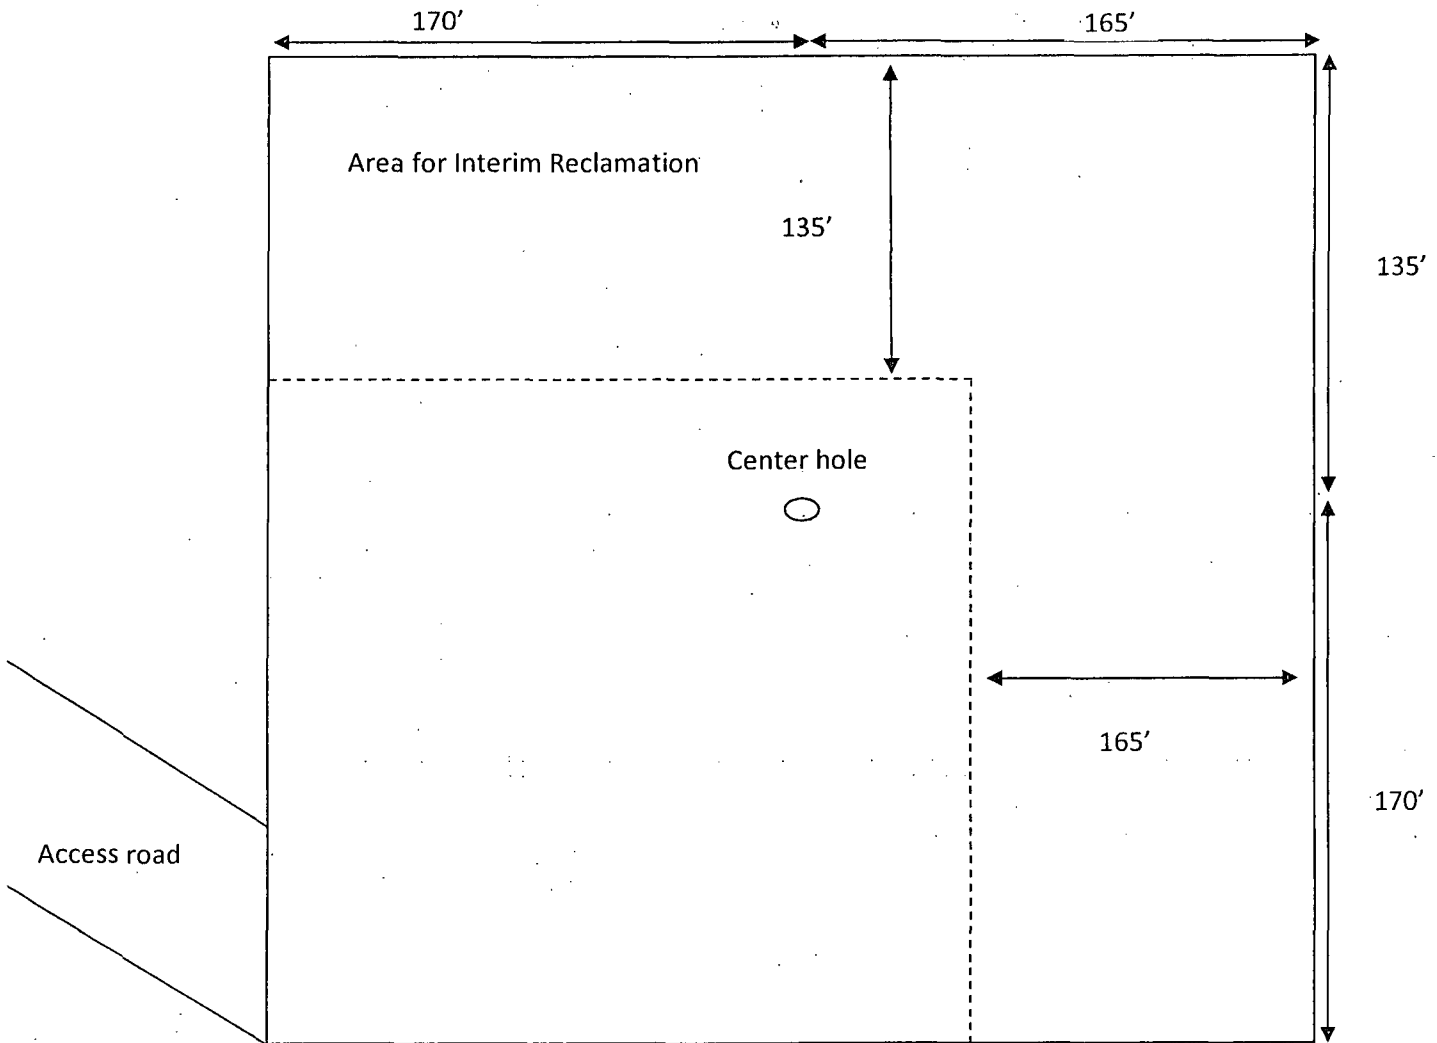 170’
165’
Area for Interim Reclamation
135’
135’
Center hole
165’
170’
Access road